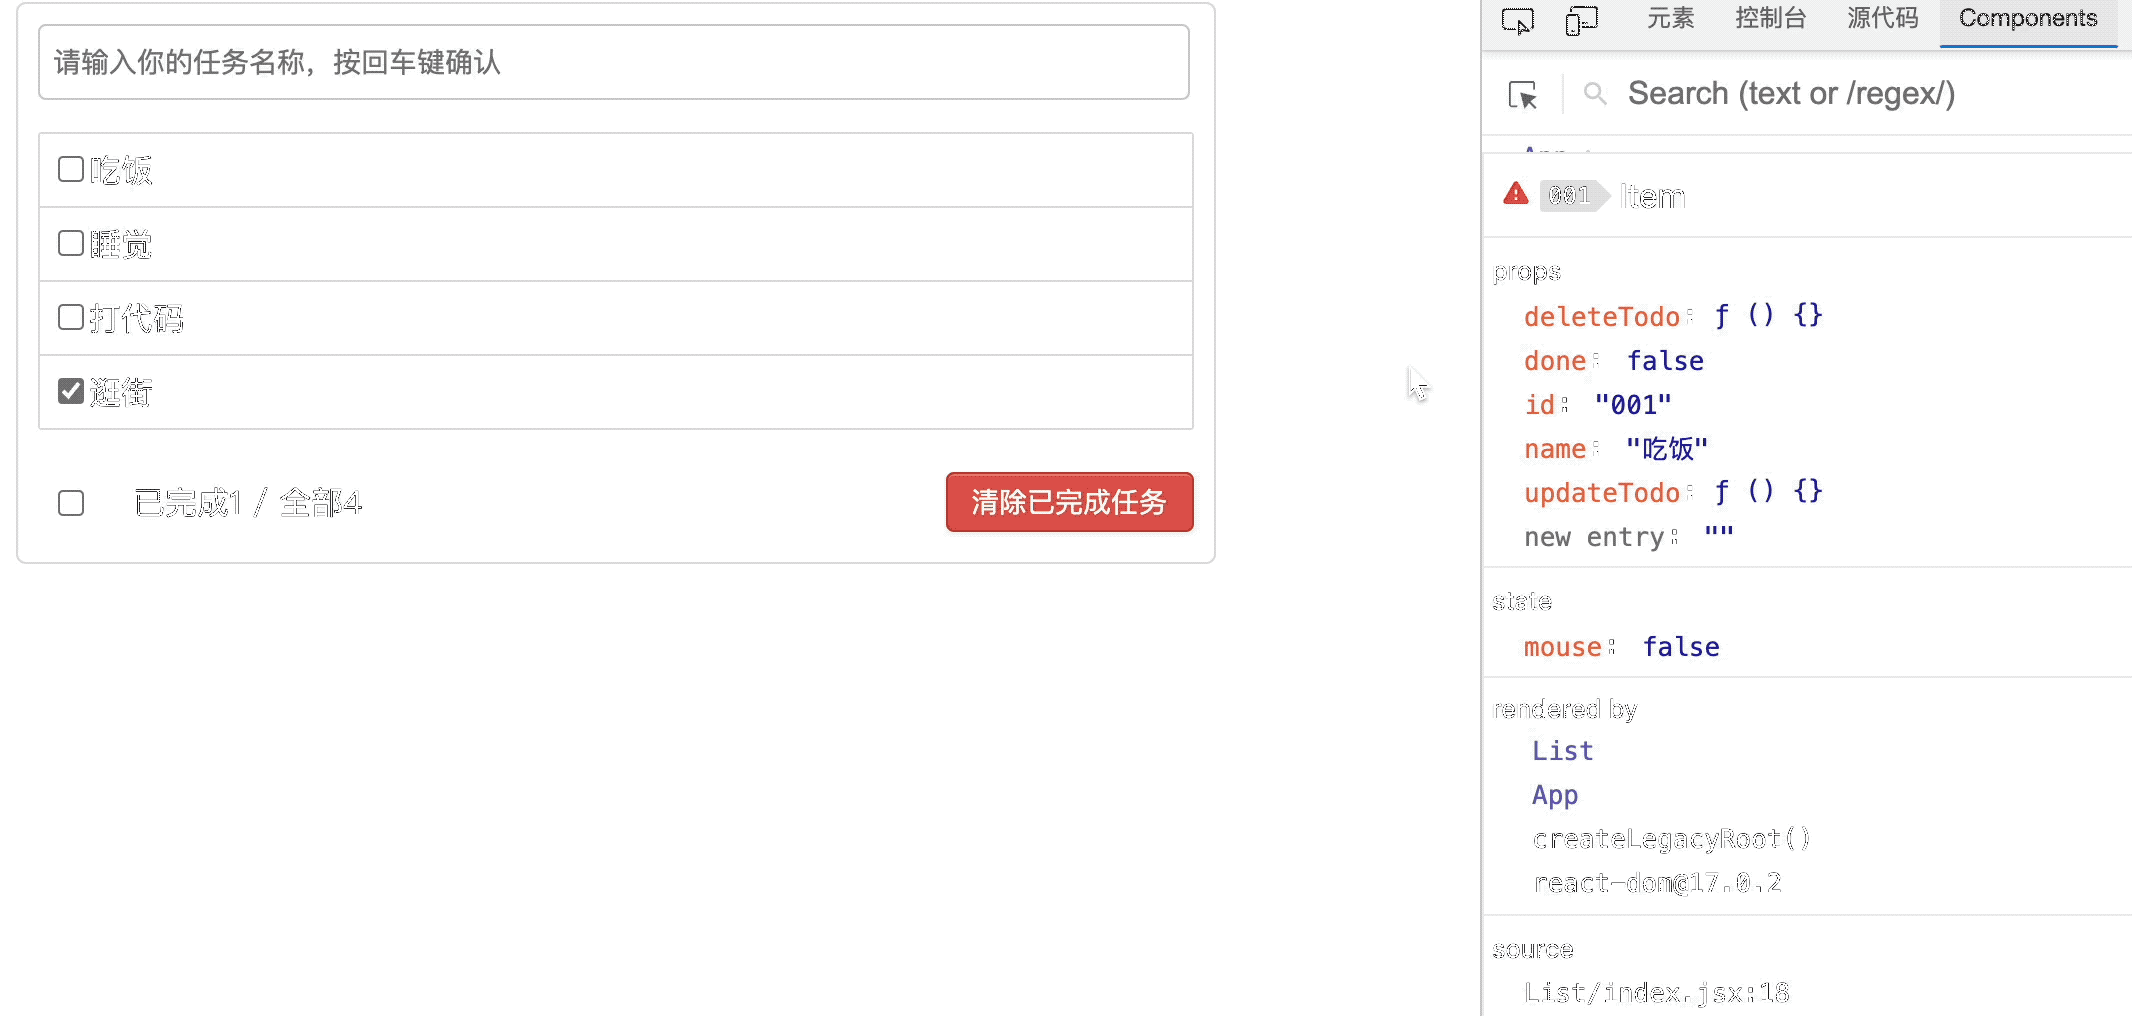 请输入你的任务名称，按回车键确认
吃饭
睡觉
打代码
逛街
已完成1 / 全部4
清除已完成任务
元素 控制台 源代码 Components
Search (text or /regex/)
001 Item
props
deleteTodo: ƒ () {}
done: false
id: "001"
name: "吃饭"
updateTodo: ƒ () {}
new entry: ""
state
mouse: false
rendered by
List
App
createLegacyRoot()
react-dom@17.0.2
source
List/index.jsx:18